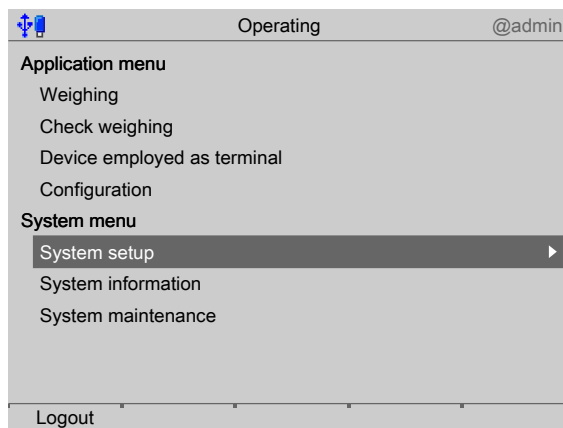 Operating @admin
Application menu
Weighing
Check weighing
Device employed as terminal
Configuration
System menu
System setup
System information
System maintenance
Logout